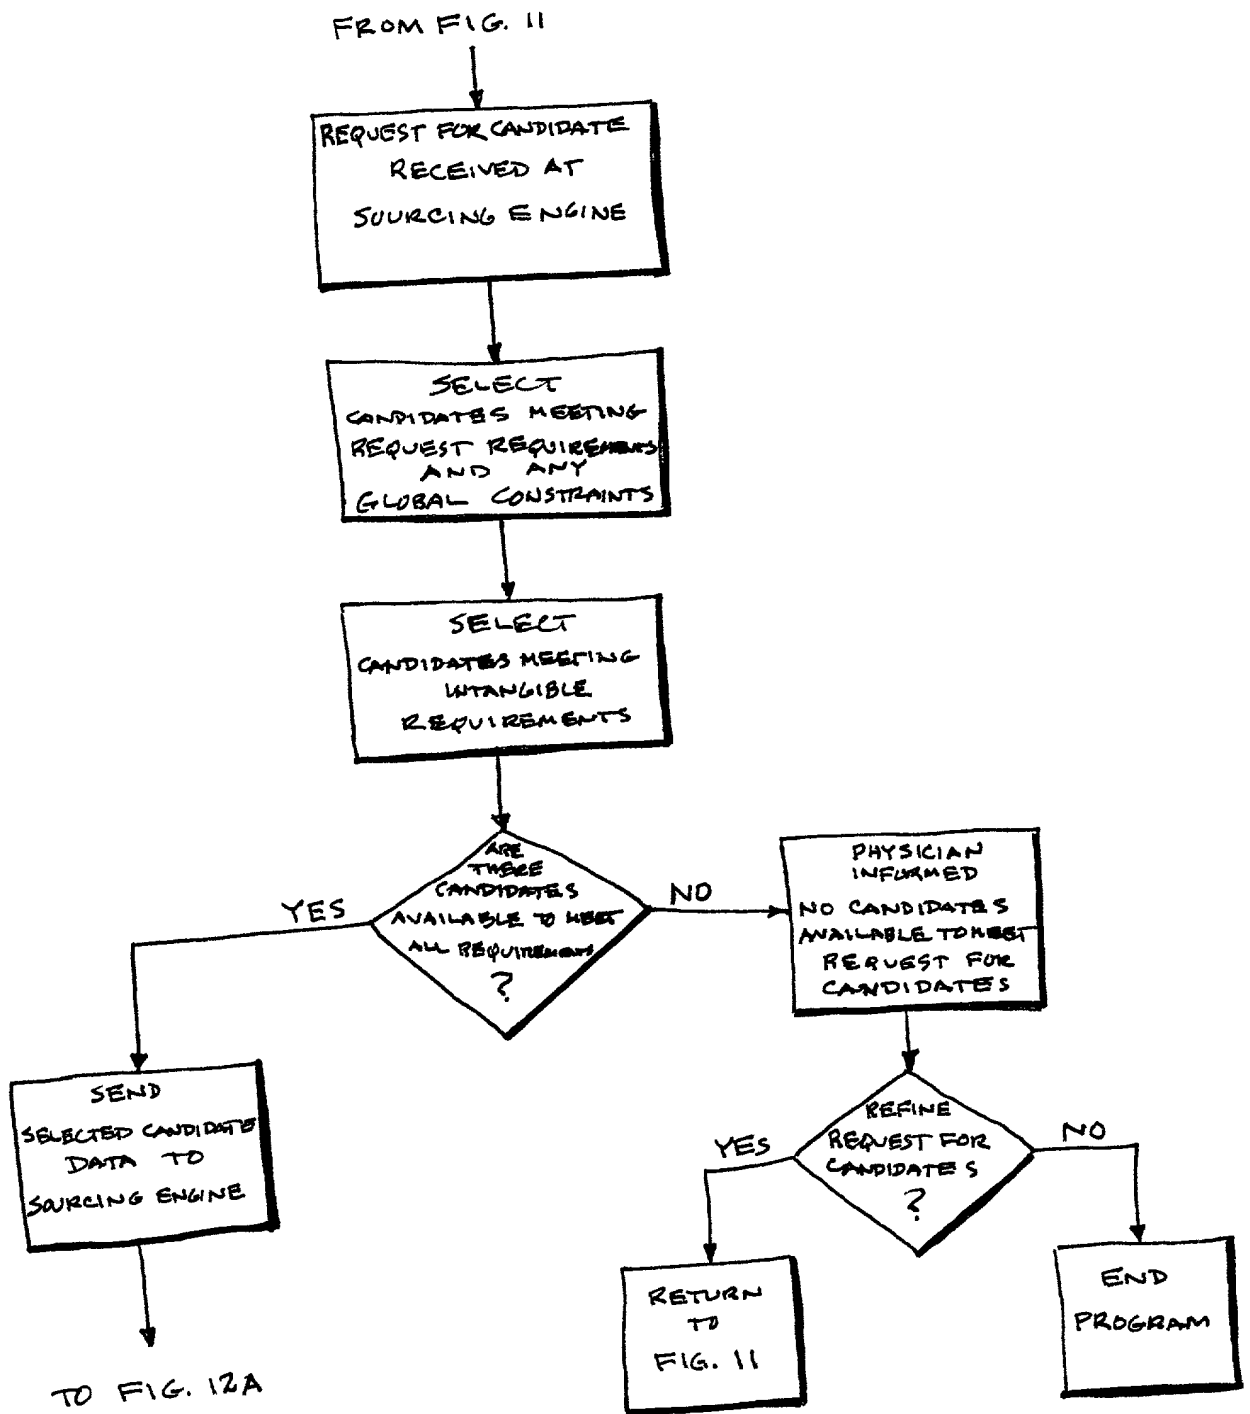 FROM FIG. 11
REQUEST FOR CANDIDATE
RECEIVED AT
SOURCING ENGINE
SELECT
CANDIDATES MEETING
REQUEST REQUIREMENTS
AND ANY
GLOBAL CONSTRAINTS
SELECT
CANDIDATES MEETING
INTANGIBLE
REQUIREMENTS
ARE
THERE
CANDIDATES
AVAILABLE TO MEET
ALL REQUIREMENTS
?
YES
NO
PHYSICIAN
INFORMED
NO CANDIDATES
AVAILABLE TO MEET
REQUEST FOR
CANDIDATES
SEND
SELECTED CANDIDATE
DATA TO
SOURCING ENGINE
TO FIG. 12A
REFINE
REQUEST FOR
CANDIDATES
?
YES
NO
RETURN
TO
FIG. 11
END
PROGRAM